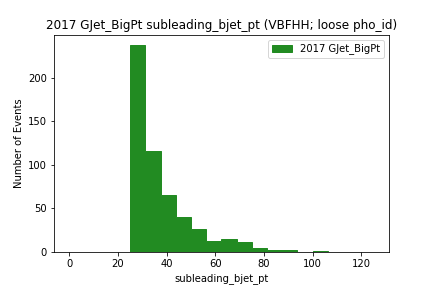 2017 GJet_BigPt subleading_bjet_pt (VBFHH; loose pho_id)
2017 GJet_BigPt
Number of Events
200
150
100
50
0
0 20 40 60 80 100 120
subleading_bjet_pt